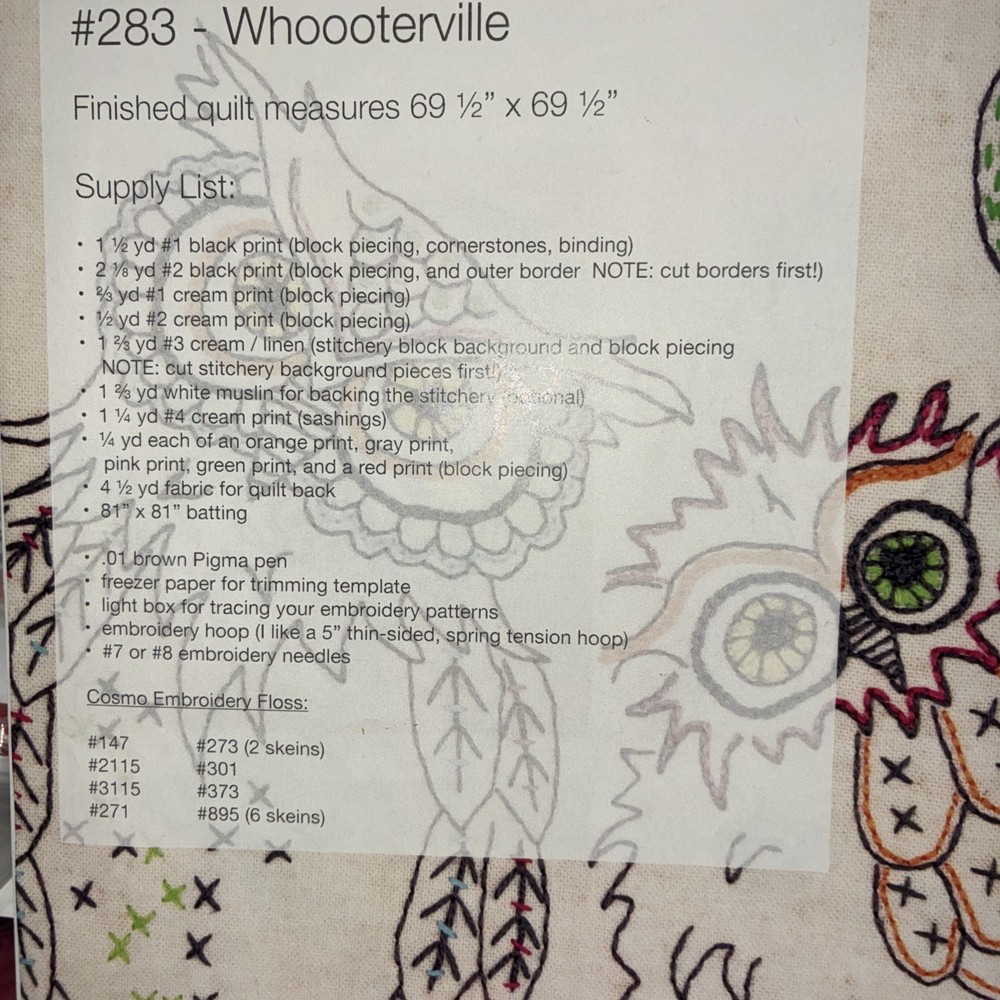 #283 - Whoooterville
Finished quilt measures 69 ½” x 69 ½”
Supply List:
• 1 ½ yd #1 black print (block piecing, cornerstones, binding)
• 2 ⅛ yd #2 black print (block piecing, and outer border NOTE: cut borders first!)
• ⅔ yd #1 cream print (block piecing)
• ½ yd #2 cream print (block piecing)
• 1 ⅔ yd #3 cream / linen (stitchery block background and block piecing
NOTE: cut stitchery background pieces first!)
• 1 ⅔ yd white muslin for backing the stitchery (optional)
• 1 ¼ yd #4 cream print (sashings)
• ¼ yd each of an orange print, gray print,
pink print, green print, and a red print (block piecing)
• 4 ½ yd fabric for quilt back
• 81” x 81” batting
• .01 brown Pigma pen
• freezer paper for trimming template
• light box for tracing your embroidery patterns
• embroidery hoop (I like a 5” thin-sided, spring tension hoop)
• #7 or #8 embroidery needles
Cosmo Embroidery Floss:
#147 #273 (2 skeins)
#2115 #301
#3115 #373
#271 #895 (6 skeins)